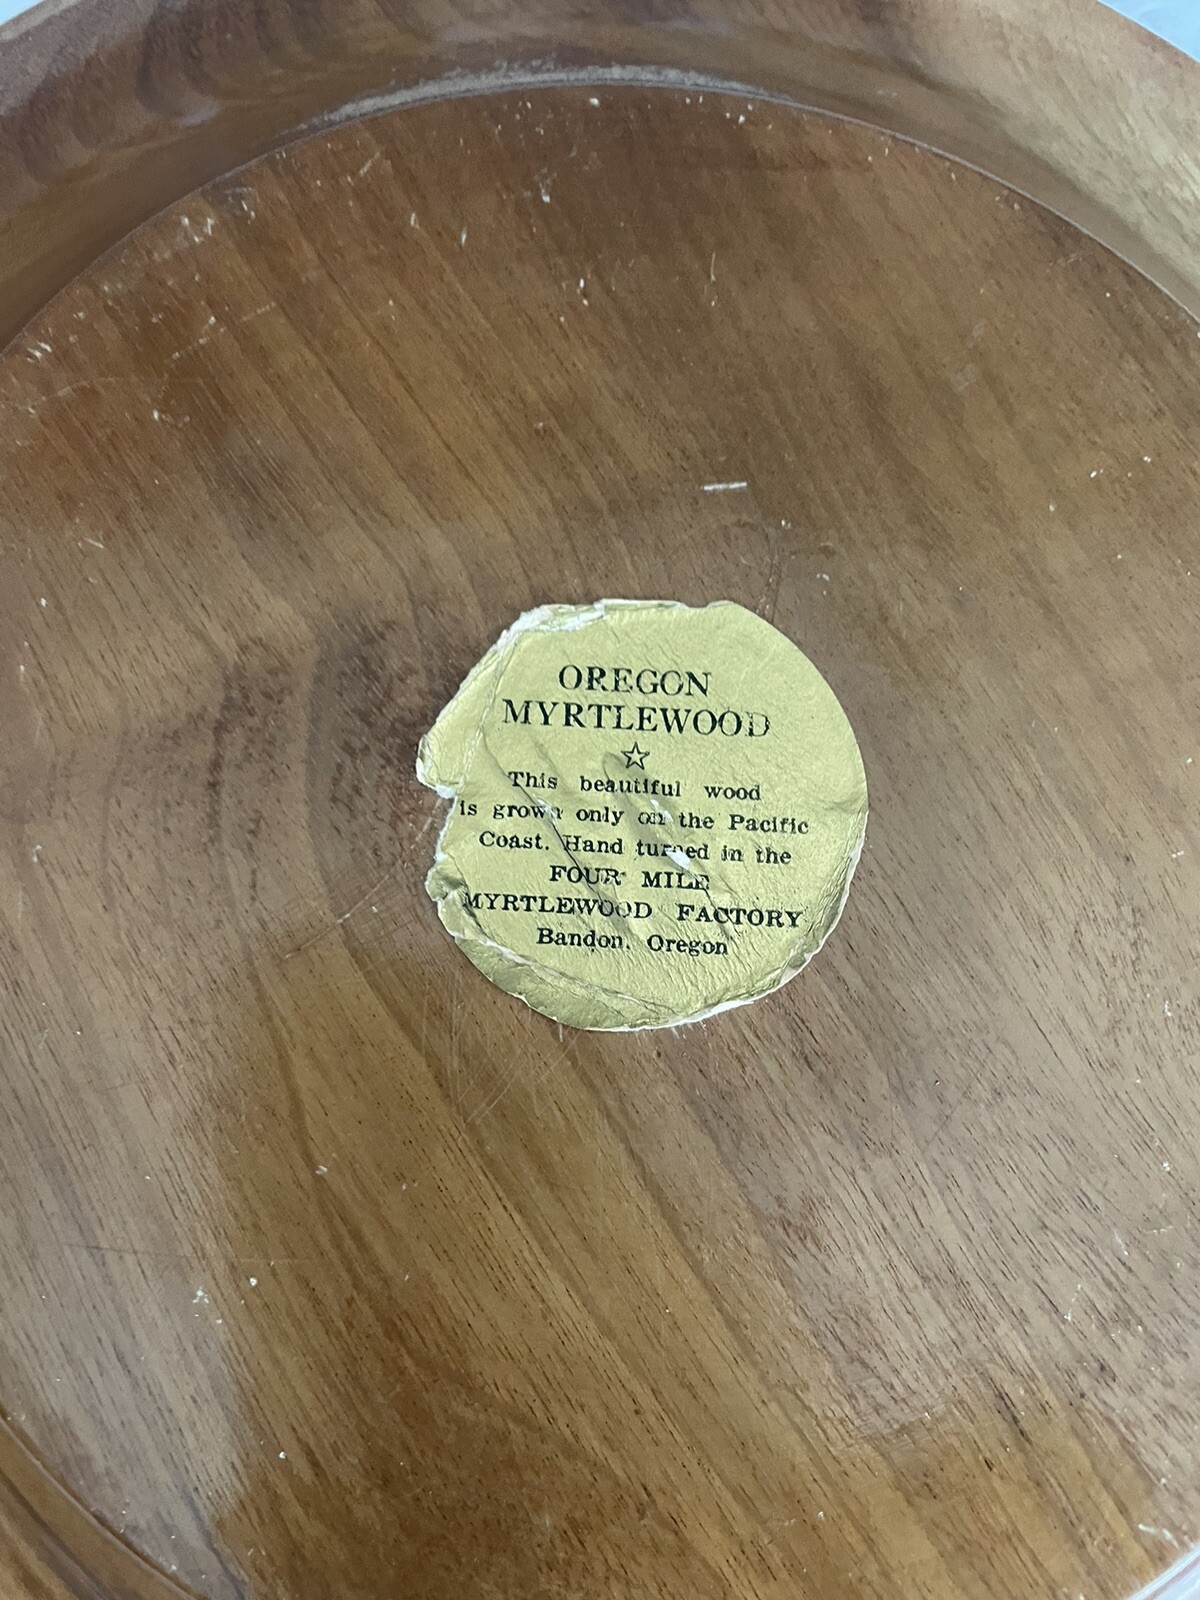 OREGON
MYRTLEWOOD
This beautiful wood
is grown only on the Pacific
Coast. Hand turned in the
FOUR MILE
MYRTLEWOOD FACTORY
Bandon, Oregon